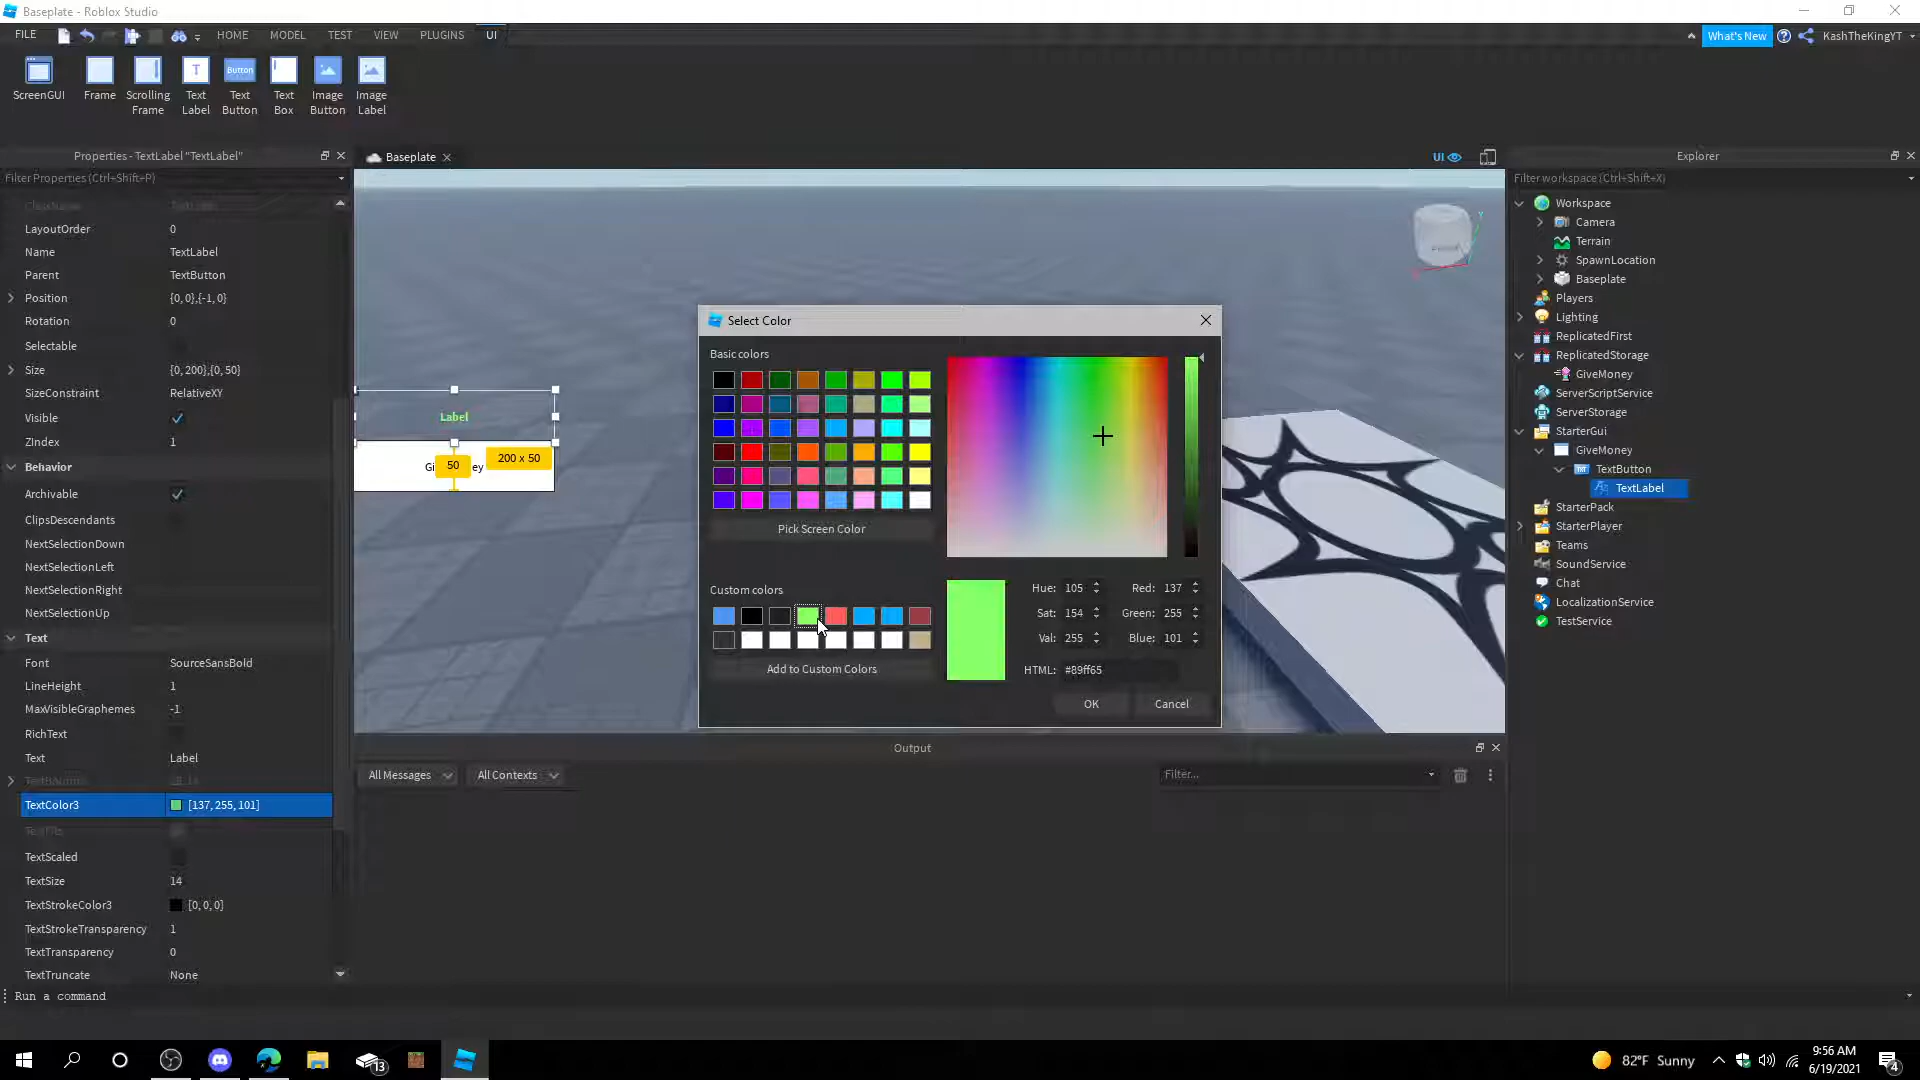 Baseplate - Roblox Studio
FILE HOME MODEL TEST VIEW PLUGINS UI What's New KashTheKingYT
ScreenGUI Frame Scrolling Frame Text Label Button Text Button Text Box Image Button Image Label
Properties - TextLabel "TextLabel"
Filter Properties (Ctrl+Shift+P)
ClassName TextLabel
LayoutOrder 0
Name TextLabel
Parent TextButton
Position {0, 0},{-1, 0}
Rotation 0
Selectable
Size {0, 200},{0, 50}
SizeConstraint RelativeXY
Visible
ZIndex 1
Behavior
Archivable
ClipsDescendants
NextSelectionDown
NextSelectionLeft
NextSelectionRight
NextSelectionUp
Text
Font SourceSansBold
LineHeight 1
MaxVisibleGraphemes -1
RichText
Text Label
TextColor3 [137, 255, 101]
TextScaled
TextSize 14
TextStrokeColor3 [0, 0, 0]
TextStrokeTransparency 1
TextTransparency 0
TextTruncate None
Run a command
Baseplate
UI
Label
Gi 50 ey 200 x 50
Select Color
Basic colors
Pick Screen Color
Custom colors
Add to Custom Colors
Hue: 105 Red: 137
Sat: 154 Green: 255
Val: 255 Blue: 101
HTML: #89ff65
OK Cancel
Output
All Messages All Contexts Filter...
Explorer
Filter workspace (Ctrl+Shift+X)
Workspace
Camera
Terrain
SpawnLocation
Baseplate
Players
Lighting
ReplicatedFirst
ReplicatedStorage
GiveMoney
ServerScriptService
ServerStorage
StarterGui
GiveMoney
TextButton
TextLabel
StarterPack
StarterPlayer
Teams
SoundService
Chat
LocalizationService
TestService
13
82°F Sunny
9:56 AM
6/19/2021
4